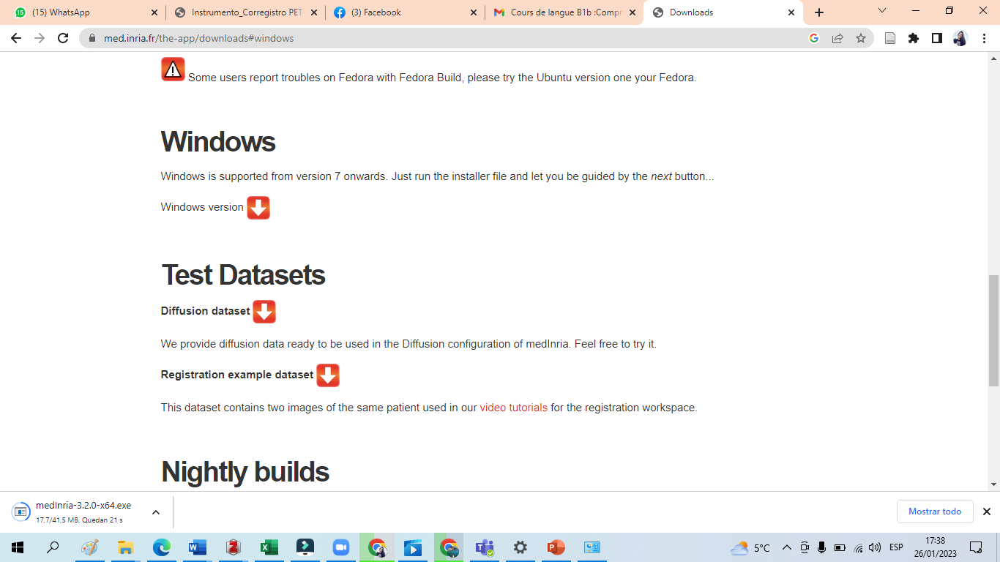 (15) WhatsApp
Instrumento_Corregistro PET-
(3) Facebook
Cours de langue B1b :Compr
Downloads
med.inria.fr/the-app/downloads#windows
Some users report troubles on Fedora with Fedora Build, please try the Ubuntu version one your Fedora.
Windows
Windows is supported from version 7 onwards. Just run the installer file and let you be guided by the next button...
Windows version
Test Datasets
Diffusion dataset
We provide diffusion data ready to be used in the Diffusion configuration of medInria. Feel free to try it.
Registration example dataset
This dataset contains two images of the same patient used in our video tutorials for the registration workspace.
Nightly builds
medInria-3.2.0-x64.exe
17,7/41,5 MB, Quedan 21 s
Mostrar todo
5°C
ESP
17:38
26/01/2023